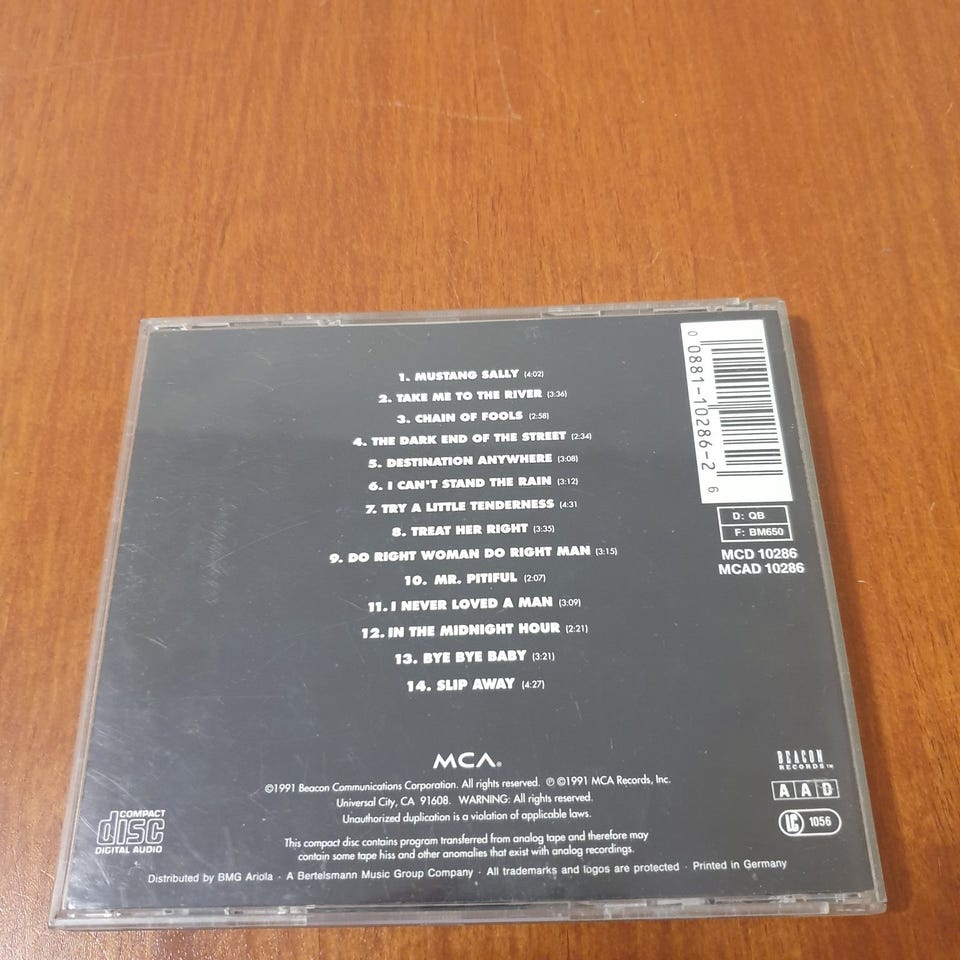 1. MUSTANG SALLY (4:02)
2. TAKE ME TO THE RIVER (3:36)
3. CHAIN OF FOOLS (2:58)
4. THE DARK END OF THE STREET (2:34)
5. DESTINATION ANYWHERE (3:08)
6. I CAN'T STAND THE RAIN (3:12)
7. TRY A LITTLE TENDERNESS (4:31
8. TREAT HER RIGHT (3:35)
9. DO RIGHT WOMAN DO RIGHT MAN (3:15)
10. MR. PITIFUL (2:07)
11. I NEVER LOVED A MAN (3:09)
12. IN THE MIDNIGHT HOUR (2:21)
13. BYE BYE BABY (3:21)
14. SLIP AWAY (4:27)
0 0881-10286-2 6
D: QB
F: BM650
MCD 10286
MCAD 10286
MCA®
©1991 Beacon Communications Corporation. All rights reserved. ℗©1991 MCA Records, Inc.
Universal City, CA 91608. WARNING: All rights reserved.
Unauthorized duplication is a violation of applicable laws.
This compact disc contains program transferred from analog tape and therefore may
contain some tape hiss and other anomalies that exist with analog recordings.
Distributed by BMG Ariola · A Bertelsmann Music Group Company · All trademarks and logos are protected · Printed in Germany
COMPACT
disc
DIGITAL AUDIO
BEACON
RECORDS™
AAD
LC 1056